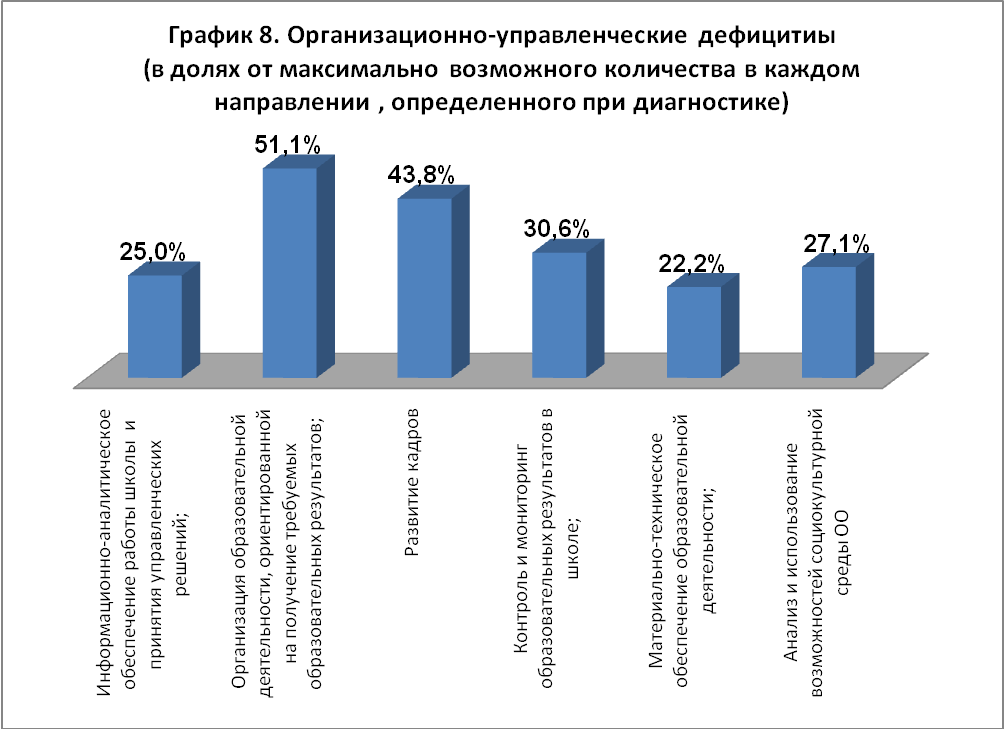 График 8. Организационно-управленческие дефицитиы
(в долях от максимально возможного количества в каждом
направлении , определенного при диагностике)
25,0%
51,1%
43,8%
30,6%
22,2%
27,1%
Информационно-аналитическое
обеспечение работы школы и
принятия управленческих
решений;
Организация образовательной
деятельности, ориентированной
на получение требуемых
образовательных результатов;
Развитие кадров
Контроль и мониторинг
образовательных результатов в
школе;
Материально-техническое
обеспечение образовательной
деятельности;
Анализ и использование
возможностей социокультурной
среды ОО